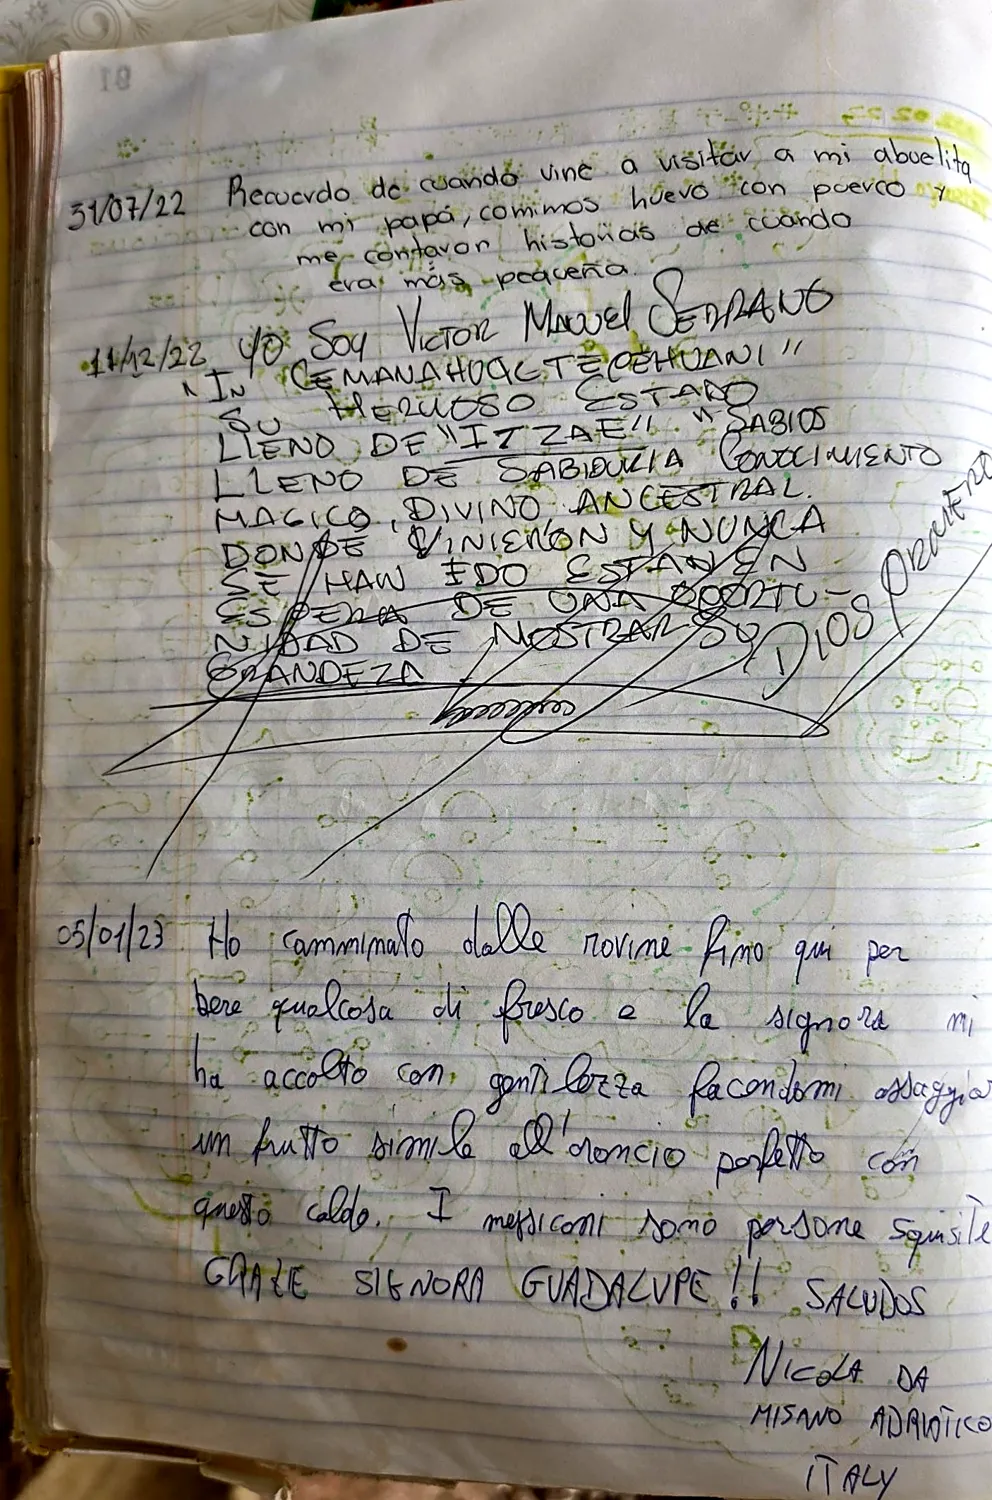 31/07/22 Recuerdo de cuando vine a visitar a mi abuelita
con mi papá, comimos huevo con puerco y
me contaron historias de cuando
era más pequeña.
11/12/22 yo Soy Victor Manuel SERRANO
"IN CEMANAHUAC TEPEHUANI"
SU HERMOSO ESTADO
LLENO DE "ITZAE". "SABIOS
LLENO DE SABIDURIA CONOCIMIENTO
MAGICO, DIVINO ANCESTRAL.
DONDE VINIERON Y NUNCA
SE HAN IDO ESTAN EN
ESPERA DE UNA OPORTU-
NIDAD DE MOSTRAR SU
GRANDEZA
DIOS PRIMERO
05/01/23 Ho camminato dalle rovine fino qui per
bere qualcosa di fresco e la signora mi
ha accolto con gentilezza facendomi assaggiar
un frutto simile all'arancio perfetto con
questo caldo. I messicani sono persone squisite
GRAZIE SIGNORA GUADALUPE!! SALUDOS
NICOLA DA
MISANO ADRIATICO
ITALY